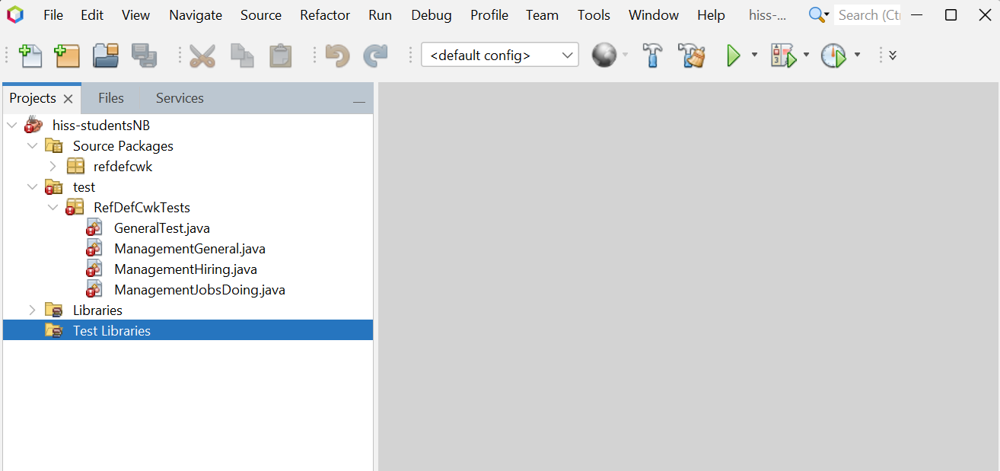 File Edit View Navigate Source Refactor Run Debug Profile Team Tools Window Help hiss-... Search (Ct
<default config>
Projects Files Services
hiss-studentsNB
Source Packages
refdefcwk
test
RefDefCwkTests
GeneralTest.java
ManagementGeneral.java
ManagementHiring.java
ManagementJobsDoing.java
Libraries
Test Libraries